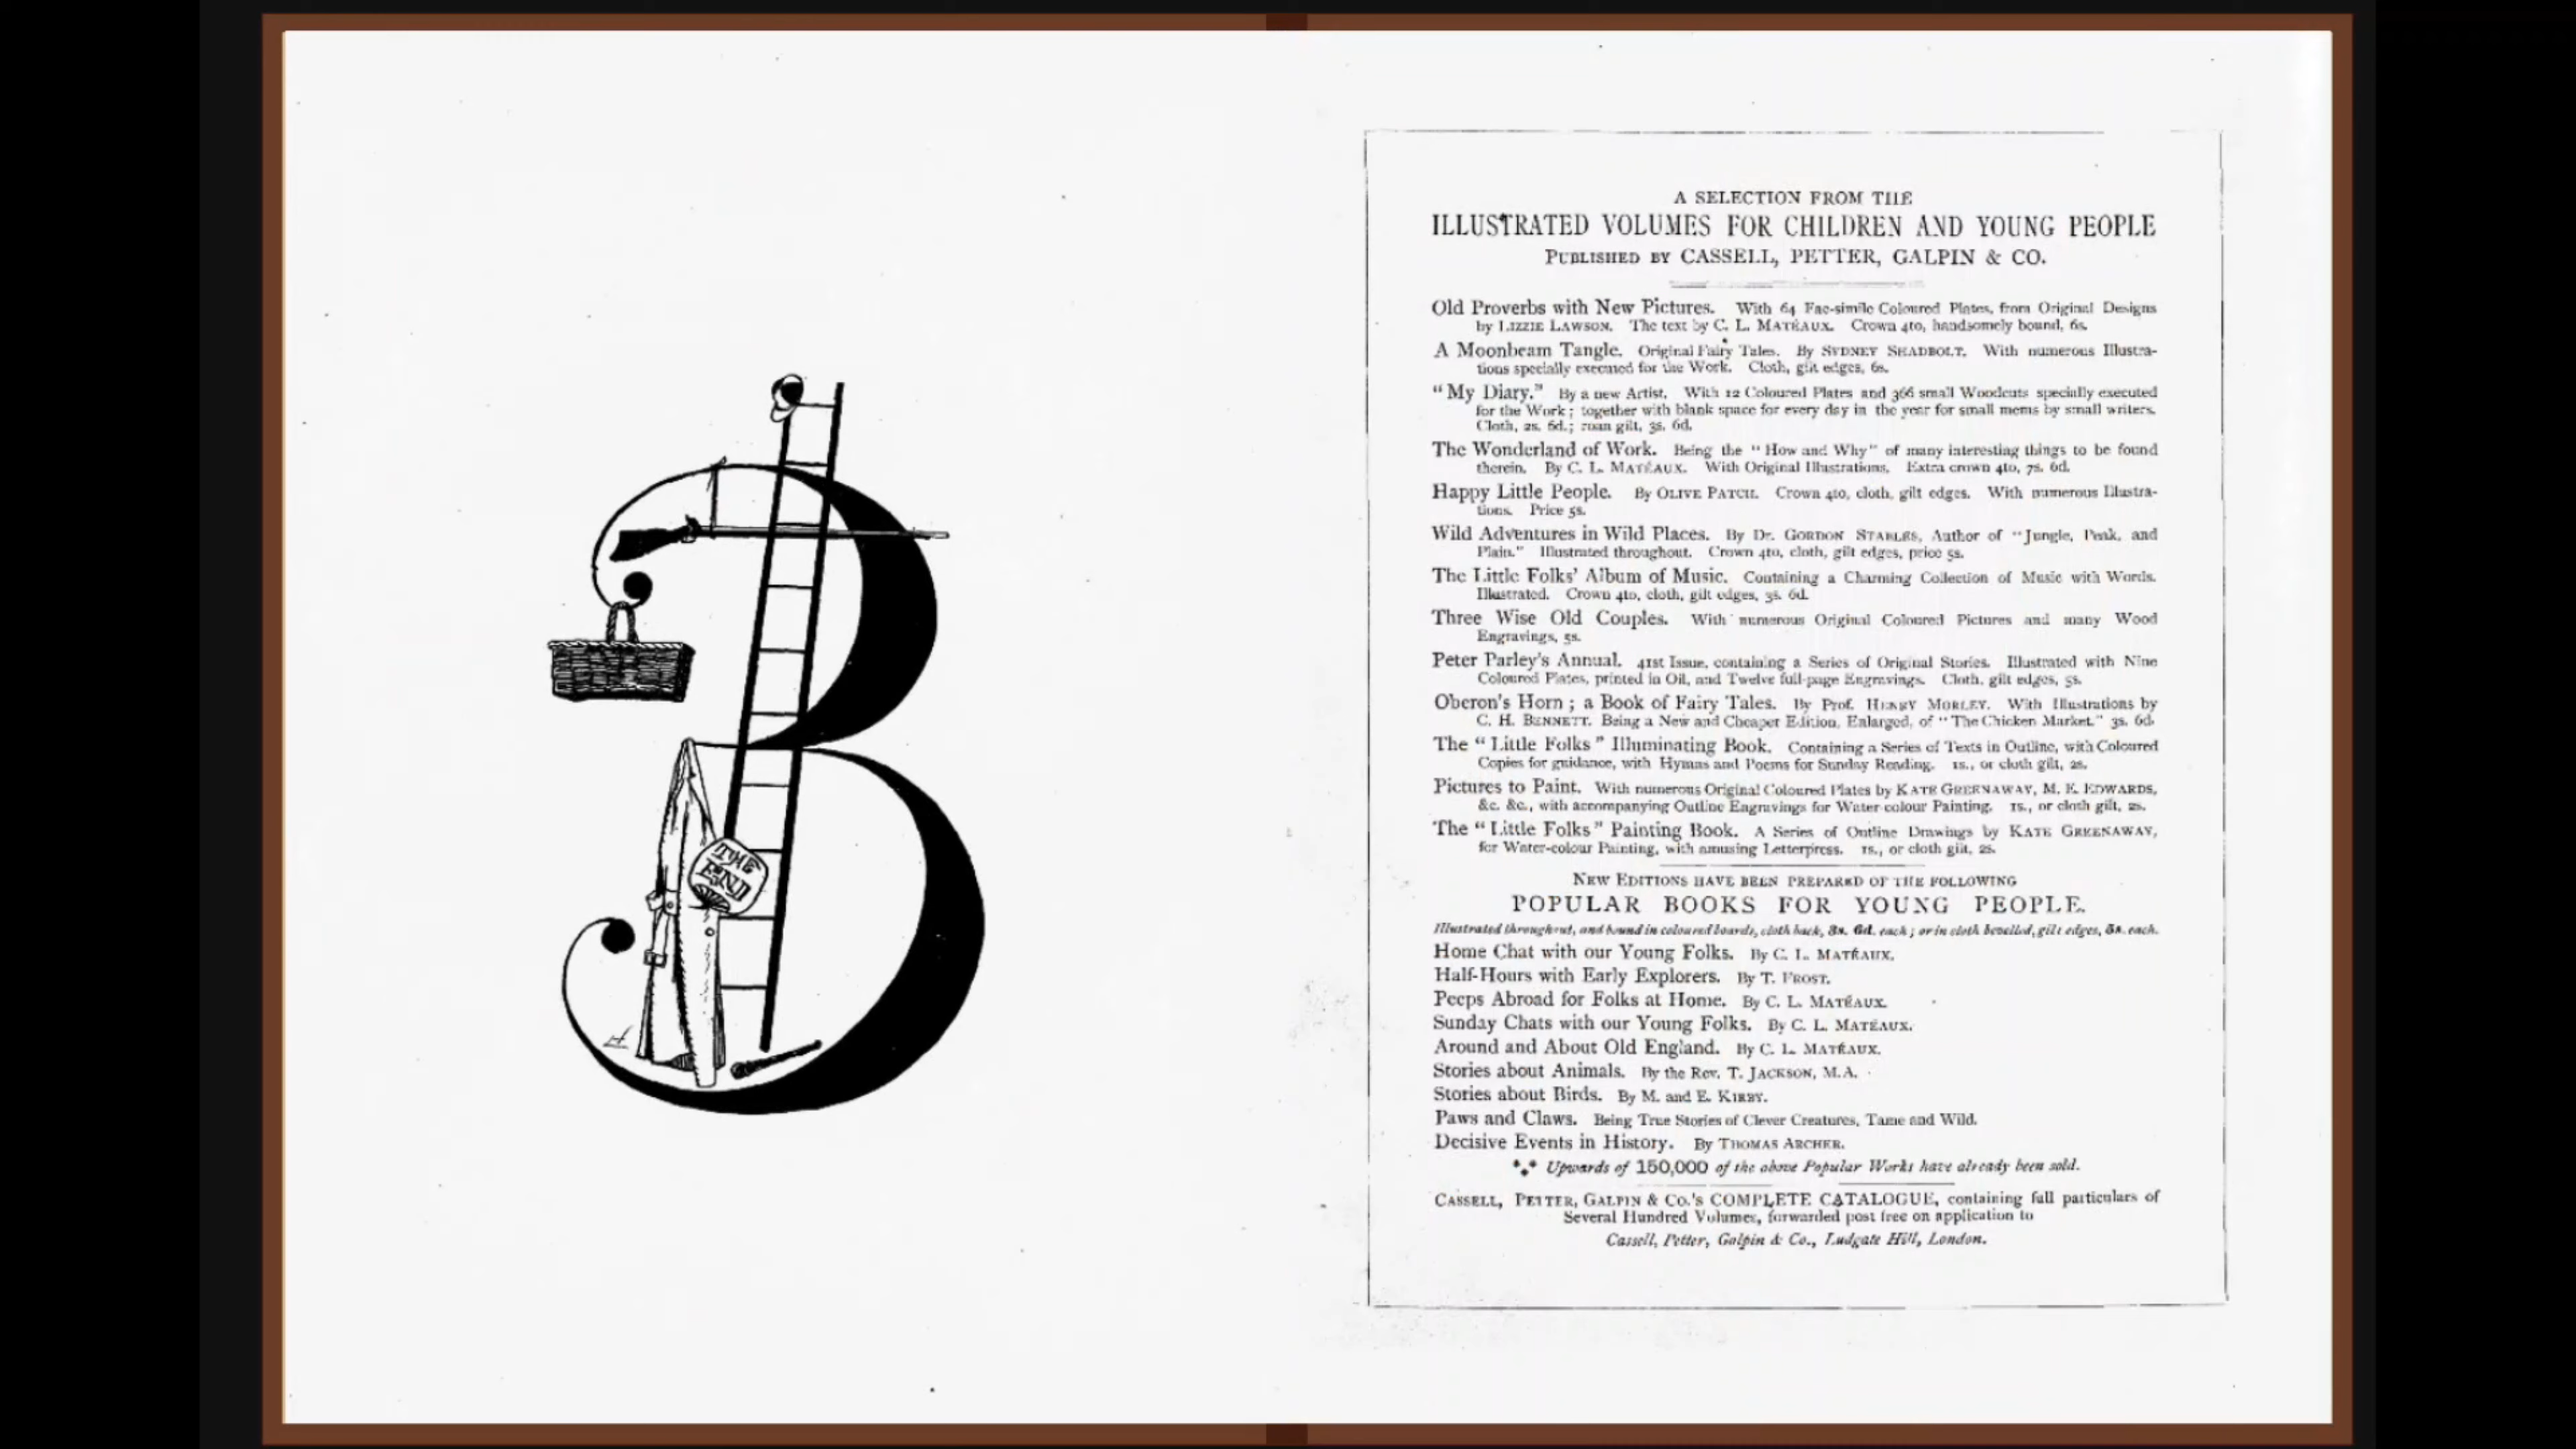 3
THE
END
A SELECTION FROM THE
ILLUSTRATED VOLUMES FOR CHILDREN AND YOUNG PEOPLE
PUBLISHED BY CASSELL, PETTER, GALPIN & CO.
Old Proverbs with New Pictures. With 64 Fac-simile Coloured Plates, from Original Designs
by LIZZIE LAWSON. The text by C. L. MATÉAUX. Crown 4to, handsomely bound, 6s.
A Moonbeam Tangle. Original Fairy Tales. By SYDNEY SHADBOLT. With numerous Illustra-
tions specially executed for the Work. Cloth, gilt edges, 6s.
"My Diary." By a new Artist. With 12 Coloured Plates and 366 small Woodcuts specially executed
for the Work; together with blank space for every day in the year for small mems by small writers.
Cloth, 2s. 6d.; roan gilt, 3s. 6d.
The Wonderland of Work. Being the "How and Why" of many interesting things to be found
therein. By C. L. MATÉAUX. With Original Illustrations. Extra crown 4to, 7s. 6d.
Happy Little People. By OLIVE PATCH. Crown 4to, cloth, gilt edges. With numerous Illustra-
tions. Price 5s.
Wild Adventures in Wild Places. By Dr. GORDON STABLES, Author of "Jungle, Peak, and
Plain." Illustrated throughout. Crown 4to, cloth, gilt edges, price 5s.
The Little Folks' Album of Music. Containing a Charming Collection of Music with Words.
Illustrated. Crown 4to, cloth, gilt edges, 3s. 6d.
Three Wise Old Couples. With numerous Original Coloured Pictures and many Wood
Engravings, 5s.
Peter Parley's Annual. 41st Issue, containing a Series of Original Stories. Illustrated with Nine
Coloured Plates, printed in Oil, and Twelve full-page Engravings. Cloth, gilt edges, 5s.
Oberon's Horn; a Book of Fairy Tales. By Prof. HENRY MORLEY. With Illustrations by
C. H. BENNETT. Being a New and Cheaper Edition, Enlarged, of "The Chicken Market." 3s. 6d.
The "Little Folks" Illuminating Book. Containing a Series of Texts in Outline, with Coloured
Copies for guidance, with Hymns and Poems for Sunday Reading. 1s., or cloth gilt, 2s.
Pictures to Paint. With numerous Original Coloured Plates by KATE GREENAWAY, M. E. EDWARDS,
&c. &c., with accompanying Outline Engravings for Water-colour Painting. 1s., or cloth gilt, 2s.
The "Little Folks" Painting Book. A Series of Outline Drawings by KATE GREENAWAY,
for Water-colour Painting, with amusing Letterpress. 1s., or cloth gilt, 2s.
NEW EDITIONS HAVE BEEN PREPARED OF THE FOLLOWING
POPULAR BOOKS FOR YOUNG PEOPLE.
Illustrated throughout, and bound in coloured boards, cloth back, 3s. 6d. each; or in cloth bevelled, gilt edges, 5s. each.
Home Chat with our Young Folks. By C. L. MATÉAUX.
Half-Hours with Early Explorers. By T. FROST.
Peeps Abroad for Folks at Home. By C. L. MATÉAUX.
Sunday Chats with our Young Folks. By C. L. MATÉAUX.
Around and About Old England. By C. L. MATÉAUX.
Stories about Animals. By the Rev. T. JACKSON, M.A.
Stories about Birds. By M. and E. KIRBY.
Paws and Claws. Being True Stories of Clever Creatures, Tame and Wild.
Decisive Events in History. By THOMAS ARCHER.
⁂ Upwards of 150,000 of the above Popular Works have already been sold.
CASSELL, PETTER, GALPIN & CO.'S COMPLETE CATALOGUE, containing full particulars of
Several Hundred Volumes, forwarded post free on application to
Cassell, Petter, Galpin & Co., Ludgate Hill, London.